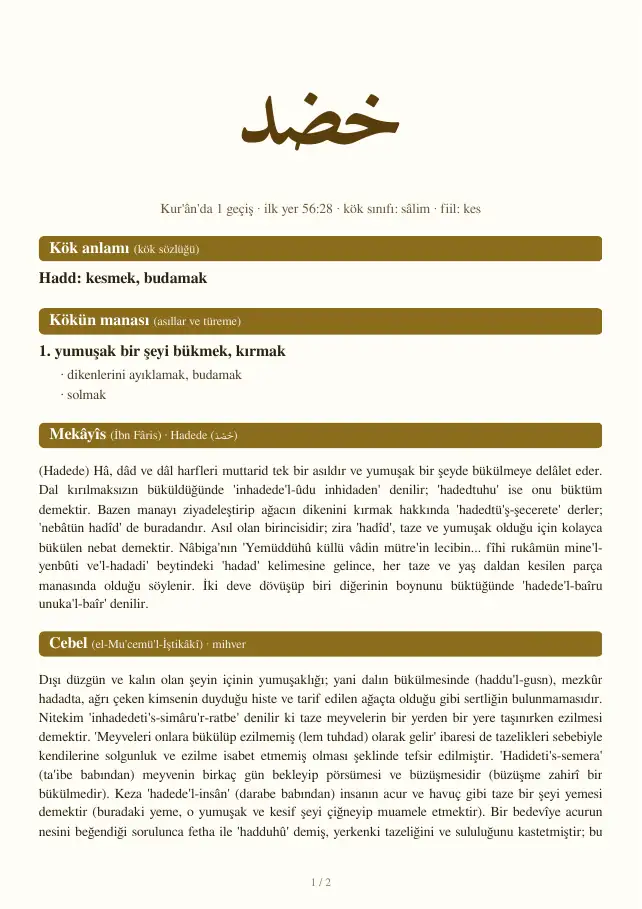 خضد
Kur'ân'da 1 geçiş · ilk yer 56:28 · kök sınıfı: sâlim · fiil: kes
Kök anlamı (kök sözlüğü)
Hadd: kesmek, budamak
Kökün manası (asıllar ve türeme)
1. yumuşak bir şeyi bükmek, kırmak
· dikenlerini ayıklamak, budamak
· solmak
Mekâyîs (İbn Fâris) · Hadede (خَضَدَ)
(Hadede) Hâ, dâd ve dâl harfleri muttarid tek bir asıldır ve yumuşak bir şeyde bükülmeye delâlet eder.
Dal kırılmaksızın büküldüğünde 'inhadede'l-ûdu inhidaden' denilir; 'hadedtuhu' ise onu büktüm
demektir. Bazen manayı ziyadeleştirip ağacın dikenini kırmak hakkında 'hadedtü'ş-şecerete' derler;
'nebâtün hadîd' de buradandır. Asıl olan birincisidir; zira 'hadîd', taze ve yumuşak olduğu için kolayca
bükülen nebat demektir. Nâbiga'nın 'Yemüddühû küllü vâdin mütre'in lecibin... fîhi rukâmün mine'l-
yenbûti ve'l-hadadi' beytindeki 'hadad' kelimesine gelince, her taze ve yaş daldan kesilen parça
manasında olduğu söylenir. İki deve dövüşüp biri diğerinin boynunu büktüğünde 'hadede'l-baîru
unuka'l-baîr' denilir.
Cebel (el-Mu'cemü'l-İştikâkî) · mihver
Dışı düzgün ve kalın olan şeyin içinin yumuşaklığı; yani dalın bükülmesinde (haddu'l-gusn), mezkûr
hadadta, ağrı çeken kimsenin duyduğu histe ve tarif edilen ağaçta olduğu gibi sertliğin bulunmamasıdır.
Nitekim 'inhadedeti's-simâru'r-ratbe' denilir ki taze meyvelerin bir yerden bir yere taşınırken ezilmesi
demektir. 'Meyveleri onlara bükülüp ezilmemiş (lem tuhdad) olarak gelir' ibaresi de tazelikleri sebebiyle
kendilerine solgunluk ve ezilme isabet etmemiş olması şeklinde tefsir edilmiştir. 'Hadideti's-semera'
(ta'ibe babından) meyvenin birkaç gün bekleyip pörsümesi ve büzüşmesidir (büzüşme zahirî bir
bükülmedir). Keza 'hadede'l-insân' (darabe babından) insanın acur ve havuç gibi taze bir şeyi yemesi
demektir (buradaki yeme, o yumuşak ve kesif şeyi çiğneyip muamele etmektir). Bir bedevîye acurun
nesini beğendiği sorulunca fetha ile 'hadduhû' demiş, yerkenki tazeliğini ve sululuğunu kastetmiştir; bu
1 / 2